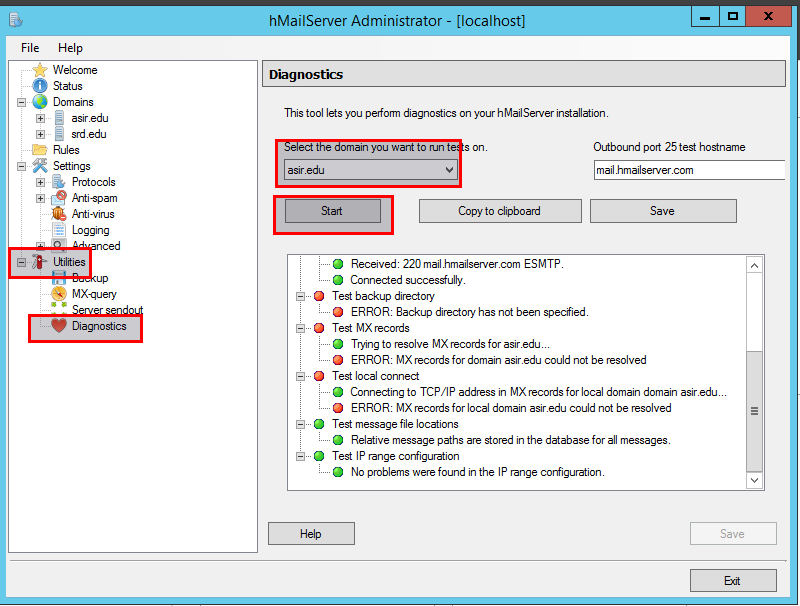 hMailServer Administrator - [localhost]
File Help
Welcome
Status
Domains
asir.edu
srd.edu
Rules
Settings
Protocols
Anti-spam
Anti-virus
Logging
Advanced
Utilities
Backup
MX-query
Server sendout
Diagnostics
Diagnostics
This tool lets you perform diagnostics on your hMailServer installation.
Select the domain you want to run tests on.
asir.edu
Outbound port 25 test hostname
mail.hmailserver.com
Start
Copy to clipboard
Save
Received: 220 mail.hmailserver.com ESMTP.
Connected successfully.
Test backup directory
ERROR: Backup directory has not been specified.
Test MX records
Trying to resolve MX records for asir.edu...
ERROR: MX records for domain asir.edu could not be resolved
Test local connect
Connecting to TCP/IP address in MX records for local domain domain asir.edu...
ERROR: MX records for local domain asir.edu could not be resolved
Test message file locations
Relative message paths are stored in the database for all messages.
Test IP range configuration
No problems were found in the IP range configuration.
Help
Save
Exit